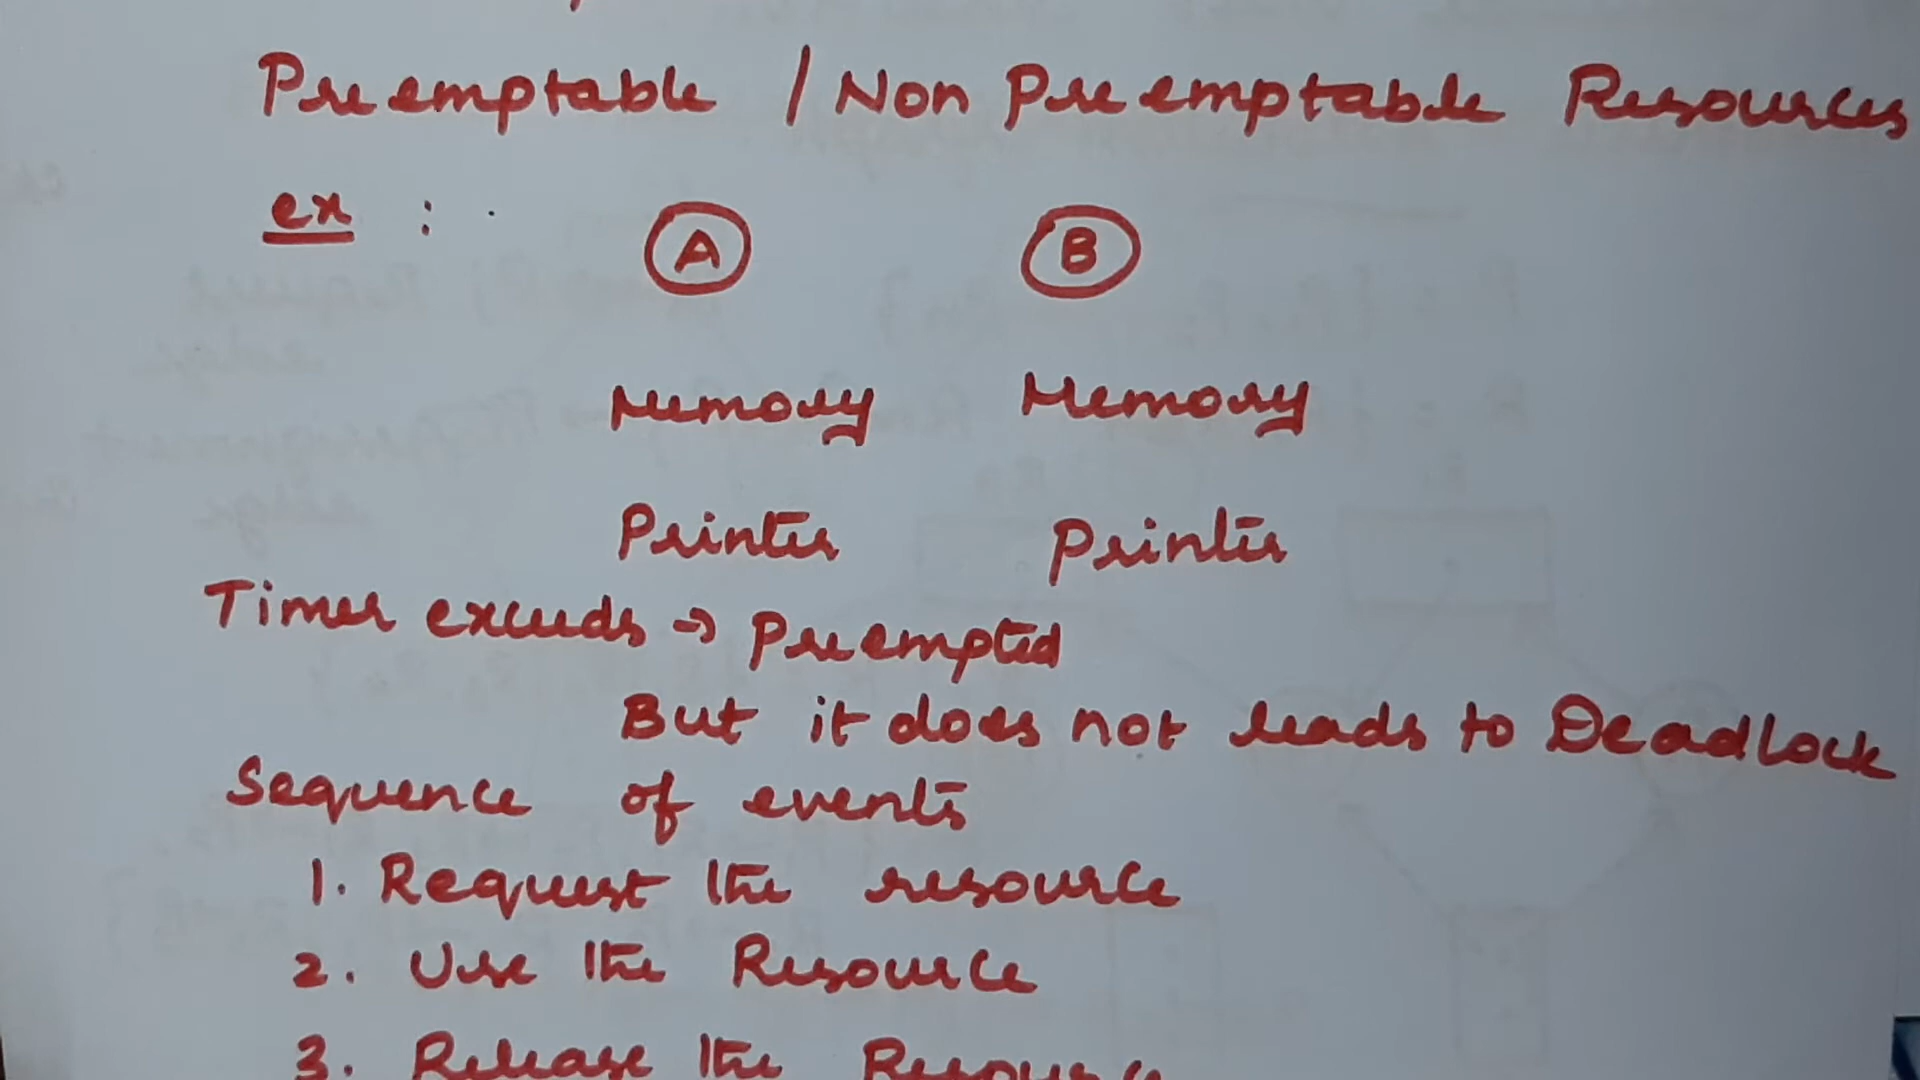 Preemptable / Non Preemptable Resources
ex : A B
Memory Memory
Printer Printer
Timer exceeds → Preempted
But it does not leads to Deadlock
Sequence of events
1. Request the resource
2. Use the Resource
3. Release the Resource